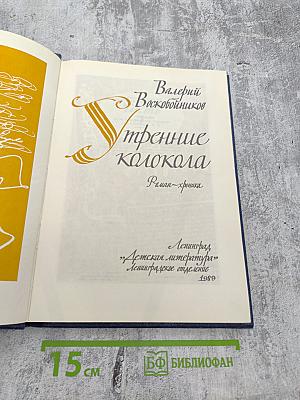 Валерий
Воскобойников
Утренние
колокола
Роман-хроника
Ленинград
„Детская литература"
Ленинградское отделение
1989
15 см
БФ БИБЛИОФАН